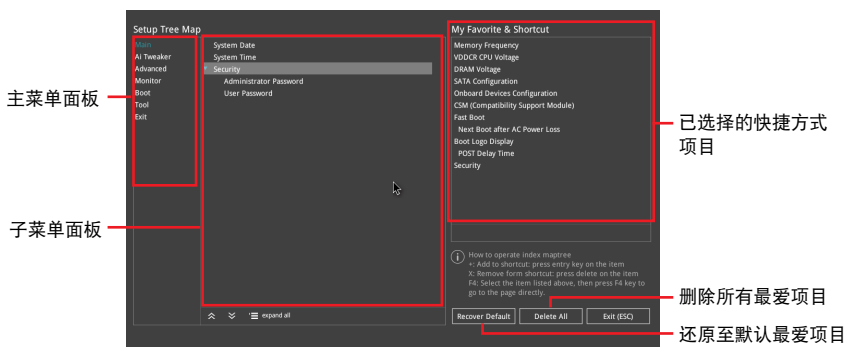 Setup Tree Map
My Favorite & Shortcut
Main
Ai Tweaker
Advanced
Monitor
Boot
Tool
Exit
System Date
System Time
Security
Administrator Password
User Password
Memory Frequency
VDDCR CPU Voltage
DRAM Voltage
SATA Configuration
Onboard Devices Configuration
CSM (Compatibility Support Module)
Fast Boot
Next Boot after AC Power Loss
Boot Logo Display
POST Delay Time
Security
主菜单面板
子菜单面板
已选择的快捷方式
项目
How to operate index maptree
+: Add to shortcut: press entry key on the item
X: Remove form shortcut: press delete on the item
F4: Select the item listed above, then press F4 key to
go to the page directly.
expand all
Recover Default
Delete All
Exit (ESC)
删除所有最爱项目
还原至默认最爱项目